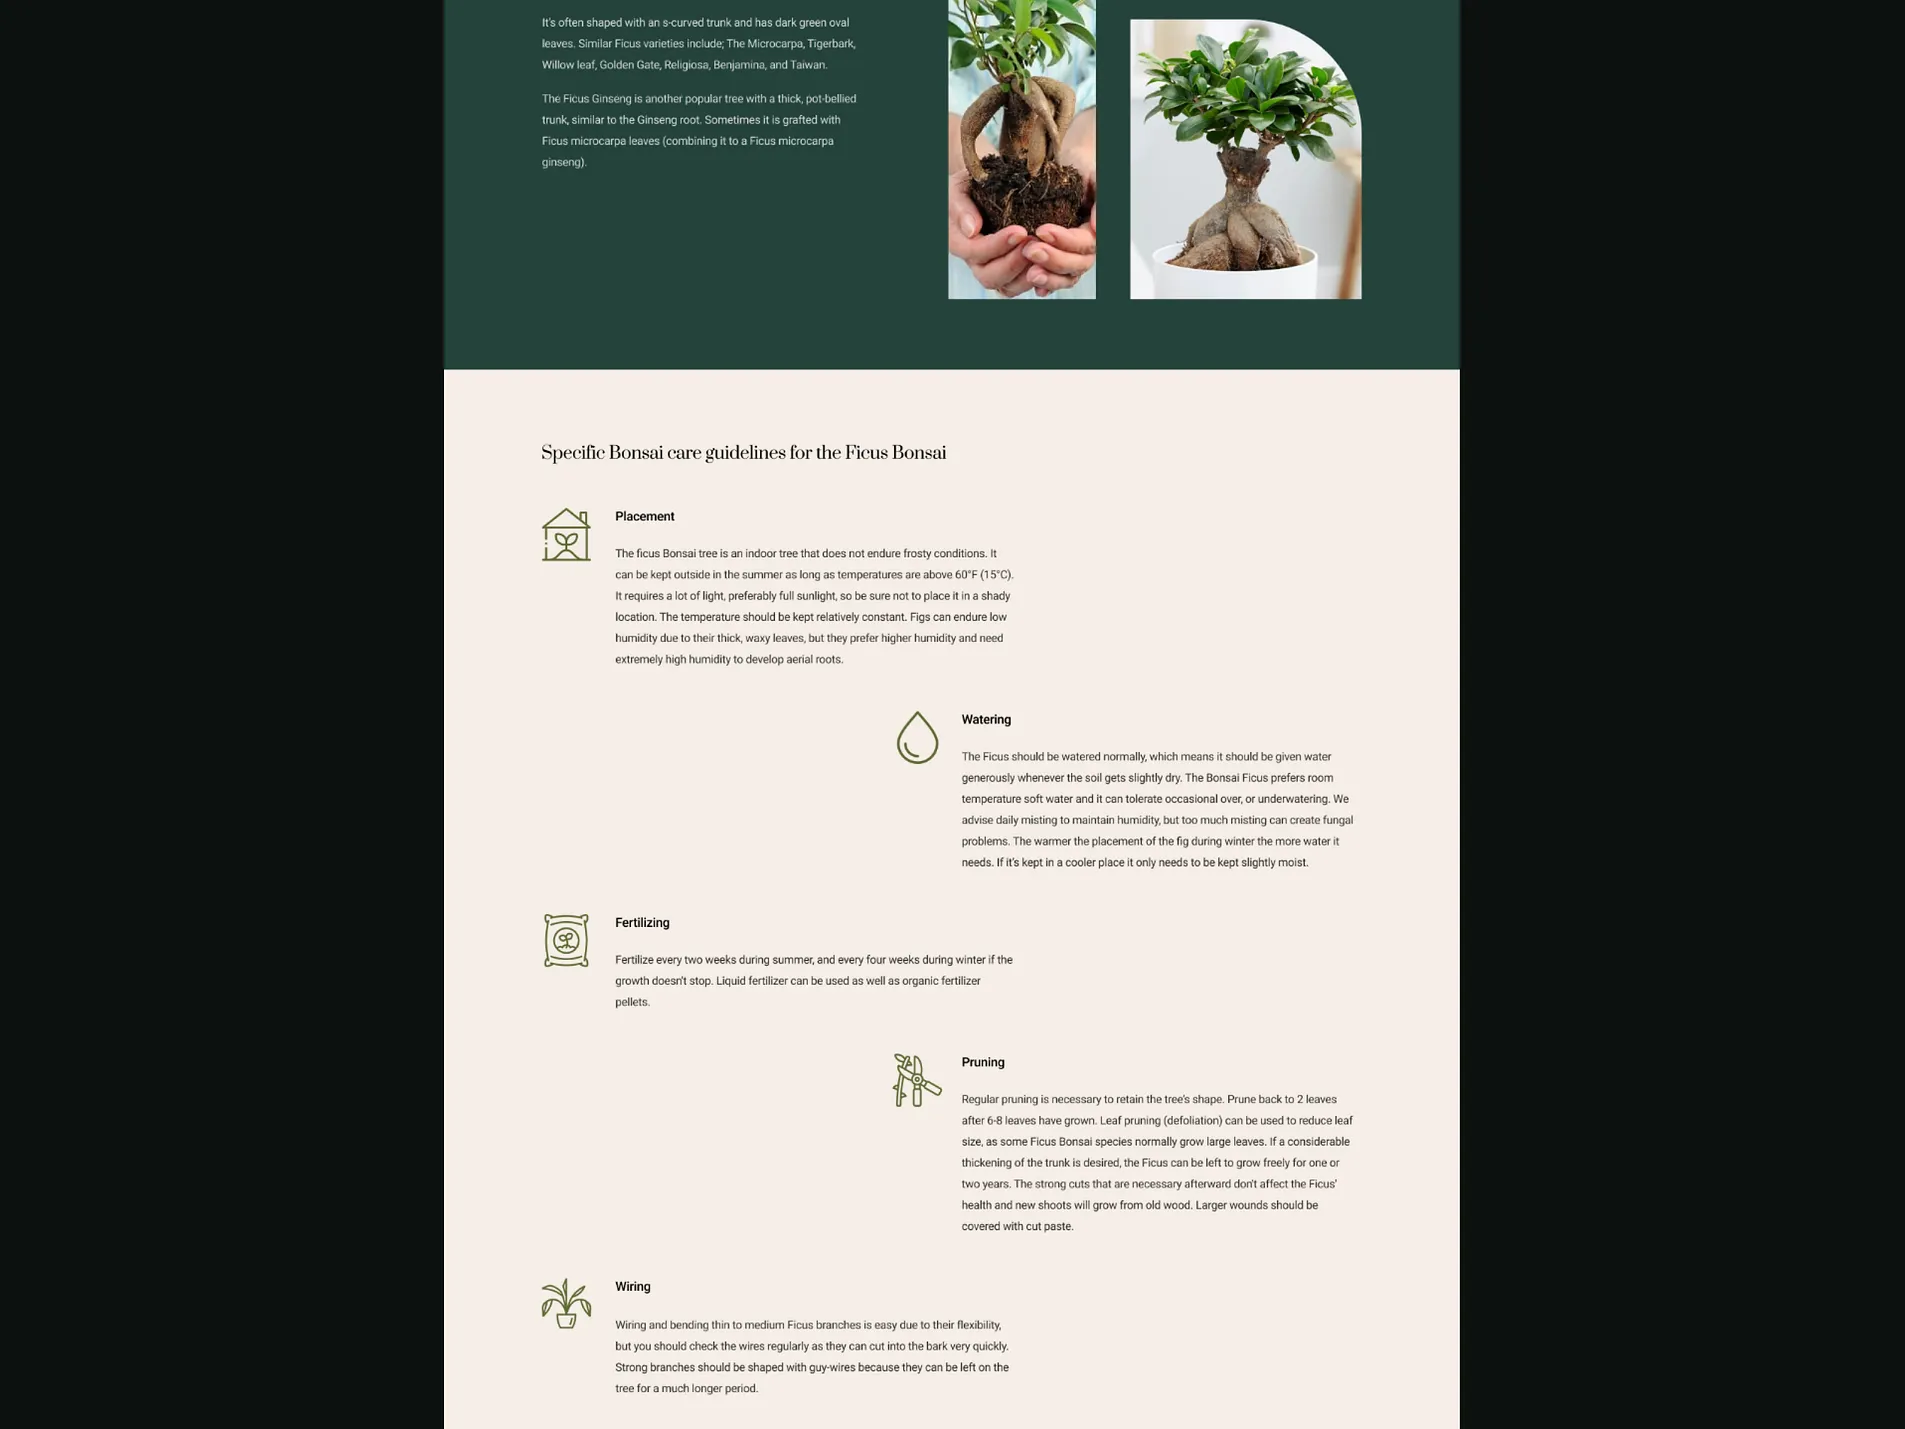 It's often shaped with an s-curved trunk and has dark green oval
leaves. Similar Ficus varieties include; The Microcarpa, Tigerbark,
Willow leaf, Golden Gate, Religiosa, Benjamina, and Taiwan.
The Ficus Ginseng is another popular tree with a thick, pot-bellied
trunk, similar to the Ginseng root. Sometimes it is grafted with
Ficus microcarpa leaves (combining it to a Ficus microcarpa
ginseng).
Specific Bonsai care guidelines for the Ficus Bonsai
Placement
The ficus Bonsai tree is an indoor tree that does not endure frosty conditions. It
can be kept outside in the summer as long as temperatures are above 60°F (15°C).
It requires a lot of light, preferably full sunlight, so be sure not to place it in a shady
location. The temperature should be kept relatively constant. Figs can endure low
humidity due to their thick, waxy leaves, but they prefer higher humidity and need
extremely high humidity to develop aerial roots.
Watering
The Ficus should be watered normally, which means it should be given water
generously whenever the soil gets slightly dry. The Bonsai Ficus prefers room
temperature soft water and it can tolerate occasional over, or underwatering. We
advise daily misting to maintain humidity, but too much misting can create fungal
problems. The warmer the placement of the fig during winter the more water it
needs. If it's kept in a cooler place it only needs to be kept slightly moist.
Fertilizing
Fertilize every two weeks during summer, and every four weeks during winter if the
growth doesn't stop. Liquid fertilizer can be used as well as organic fertilizer
pellets.
Pruning
Regular pruning is necessary to retain the tree's shape. Prune back to 2 leaves
after 6-8 leaves have grown. Leaf pruning (defoliation) can be used to reduce leaf
size, as some Ficus Bonsai species normally grow large leaves. If a considerable
thickening of the trunk is desired, the Ficus can be left to grow freely for one or
two years. The strong cuts that are necessary afterward don't affect the Ficus'
health and new shoots will grow from old wood. Larger wounds should be
covered with cut paste.
Wiring
Wiring and bending thin to medium Ficus branches is easy due to their flexibility,
but you should check the wires regularly as they can cut into the bark very quickly.
Strong branches should be shaped with guy-wires because they can be left on the
tree for a much longer period.